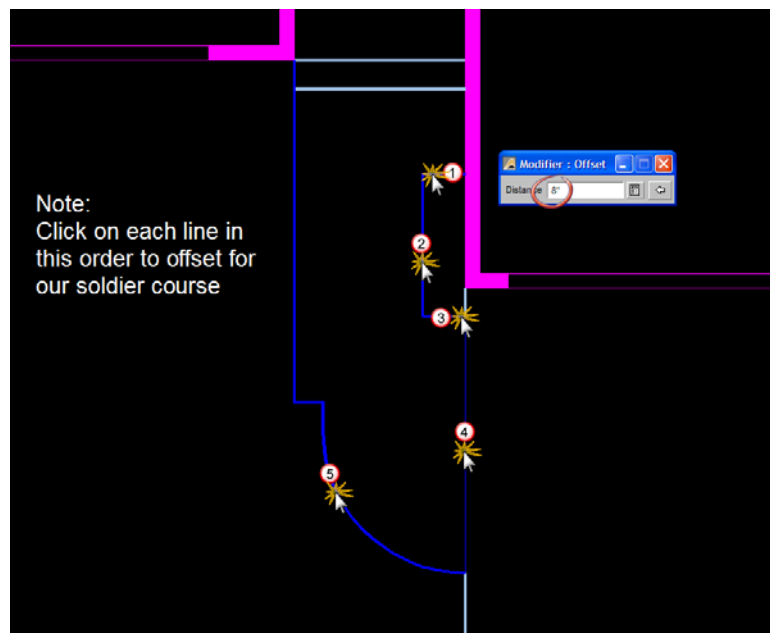 Note:
Click on each line in
this order to offset for
our soldier course
Modifier : Offset
Distance 8"
1
2
3
4
5